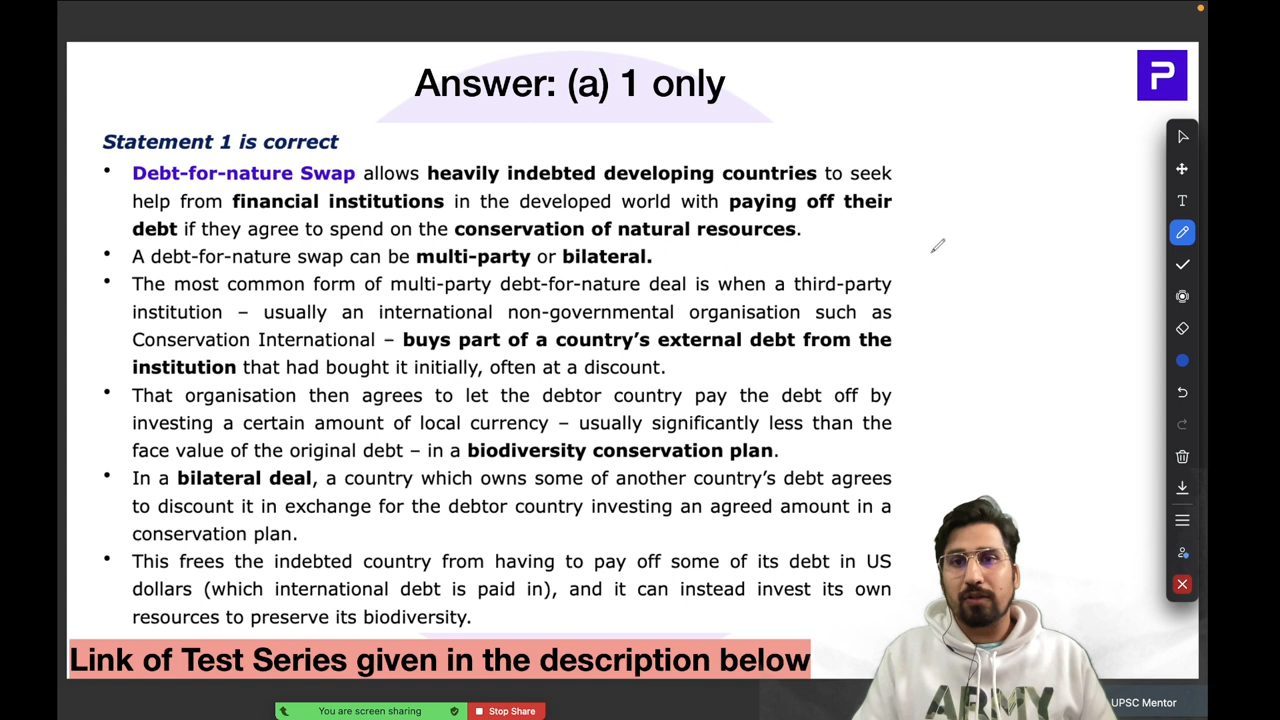 Answer: (a) 1 only
Statement 1 is correct
• Debt-for-nature Swap allows heavily indebted developing countries to seek
help from financial institutions in the developed world with paying off their
debt if they agree to spend on the conservation of natural resources.
• A debt-for-nature swap can be multi-party or bilateral.
• The most common form of multi-party debt-for-nature deal is when a third-party
institution – usually an international non-governmental organisation such as
Conservation International – buys part of a country’s external debt from the
institution that had bought it initially, often at a discount.
• That organisation then agrees to let the debtor country pay the debt off by
investing a certain amount of local currency – usually significantly less than the
face value of the original debt – in a biodiversity conservation plan.
• In a bilateral deal, a country which owns some of another country’s debt agrees
to discount it in exchange for the debtor country investing an agreed amount in a
conservation plan.
• This frees the indebted country from having to pay off some of its debt in US
dollars (which international debt is paid in), and it can instead invest its own
resources to preserve its biodiversity.
Link of Test Series given in the description below
ARMY
UPSC Mentor
You are screen sharing
Stop Share